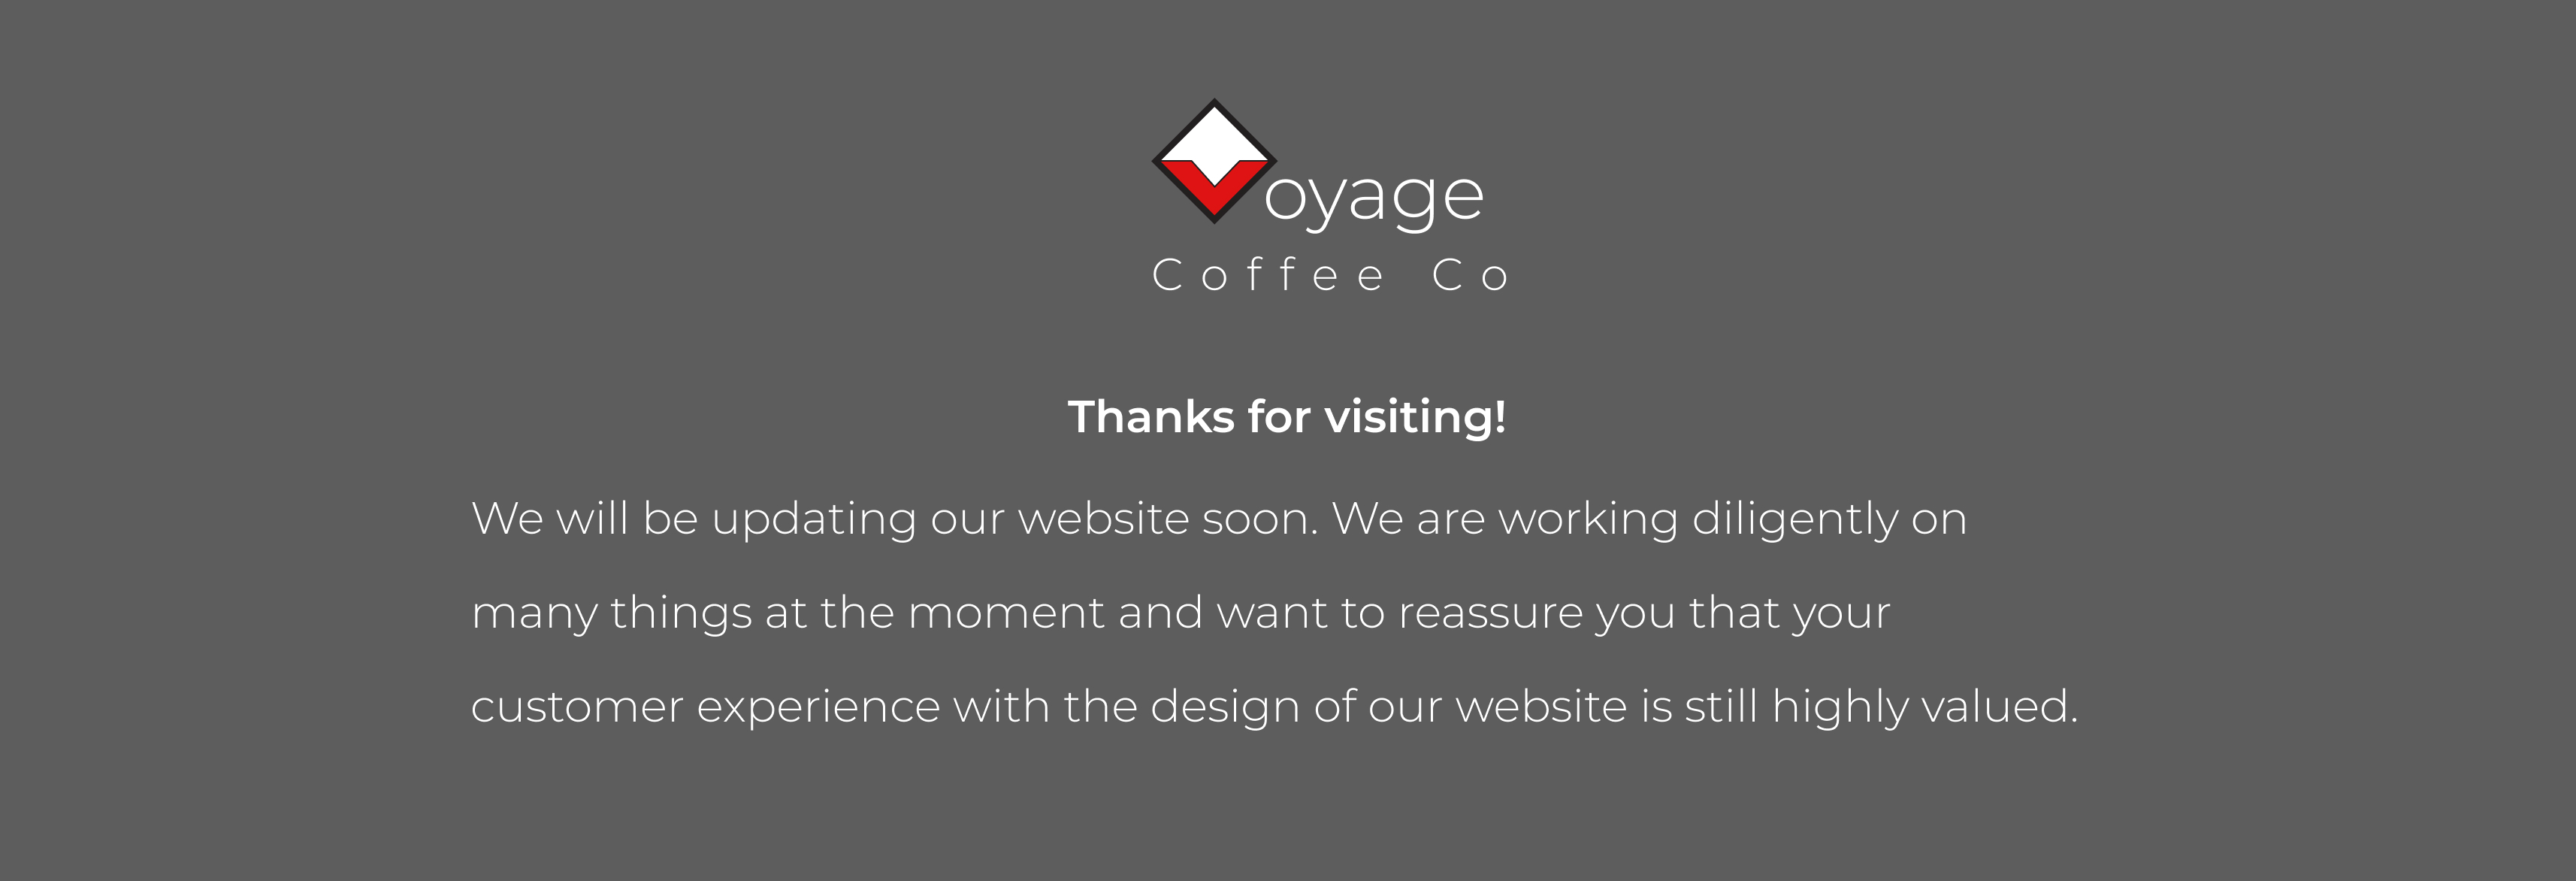 Voyage
Coffee Co
Thanks for visiting!
We will be updating our website soon. We are working diligently on
many things at the moment and want to reassure you that your
customer experience with the design of our website is still highly valued.